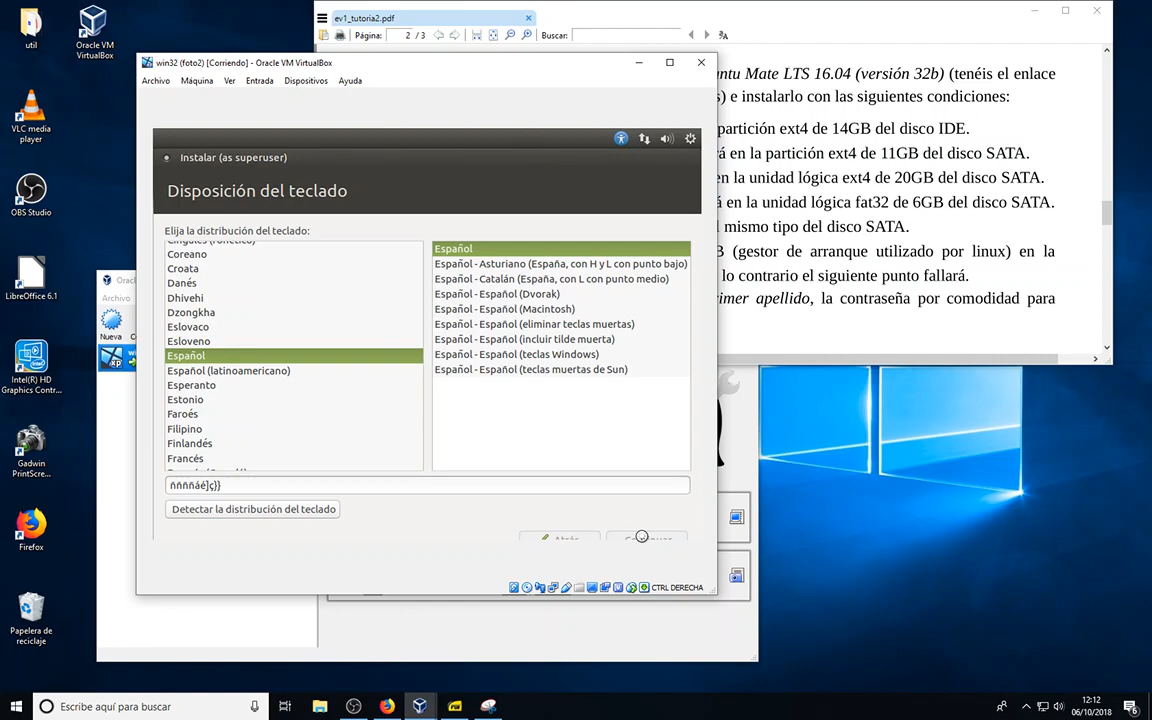 util
Oracle VM
VirtualBox
VLC media
player
OBS Studio
LibreOffice 6.1
Intel(R) HD
Graphics Contr...
Gadwin
PrintScre...
Firefox
Papelera de
reciclaje
ev1_tutoria2.pdf
Página: 2 / 3 Buscar:
ntu Mate LTS 16.04 (versión 32b) (tenéis el enlace
s) e instalarlo con las siguientes condiciones:
partición ext4 de 14GB del disco IDE.
rá en la partición ext4 de 11GB del disco SATA.
en la unidad lógica ext4 de 20GB del disco SATA.
á en la unidad lógica fat32 de 6GB del disco SATA.
l mismo tipo del disco SATA.
B (gestor de arranque utilizado por linux) en la
lo contrario el siguiente punto fallará.
rimer apellido, la contraseña por comodidad para
win32 (foto2) [Corriendo] - Oracle VM VirtualBox
Archivo Máquina Ver Entrada Dispositivos Ayuda
Instalar (as superuser)
Disposición del teclado
Elija la distribución del teclado:
Coreano
Croata
Danés
Dhivehi
Dzongkha
Eslovaco
Esloveno
Español
Español (latinoamericano)
Esperanto
Estonio
Faroés
Filipino
Finlandés
Francés
Español
Español - Asturiano (España, con H y L con punto bajo)
Español - Catalán (España, con L con punto medio)
Español - Español (Dvorak)
Español - Español (Macintosh)
Español - Español (eliminar teclas muertas)
Español - Español (incluir tilde muerta)
Español - Español (teclas Windows)
Español - Español (teclas muertas de Sun)
ññññáé]ç}}
Detectar la distribución del teclado
Atrás
CTRL DERECHA
Oracl
Archivo
Nueva
Escribe aquí para buscar
12:12
06/10/2018